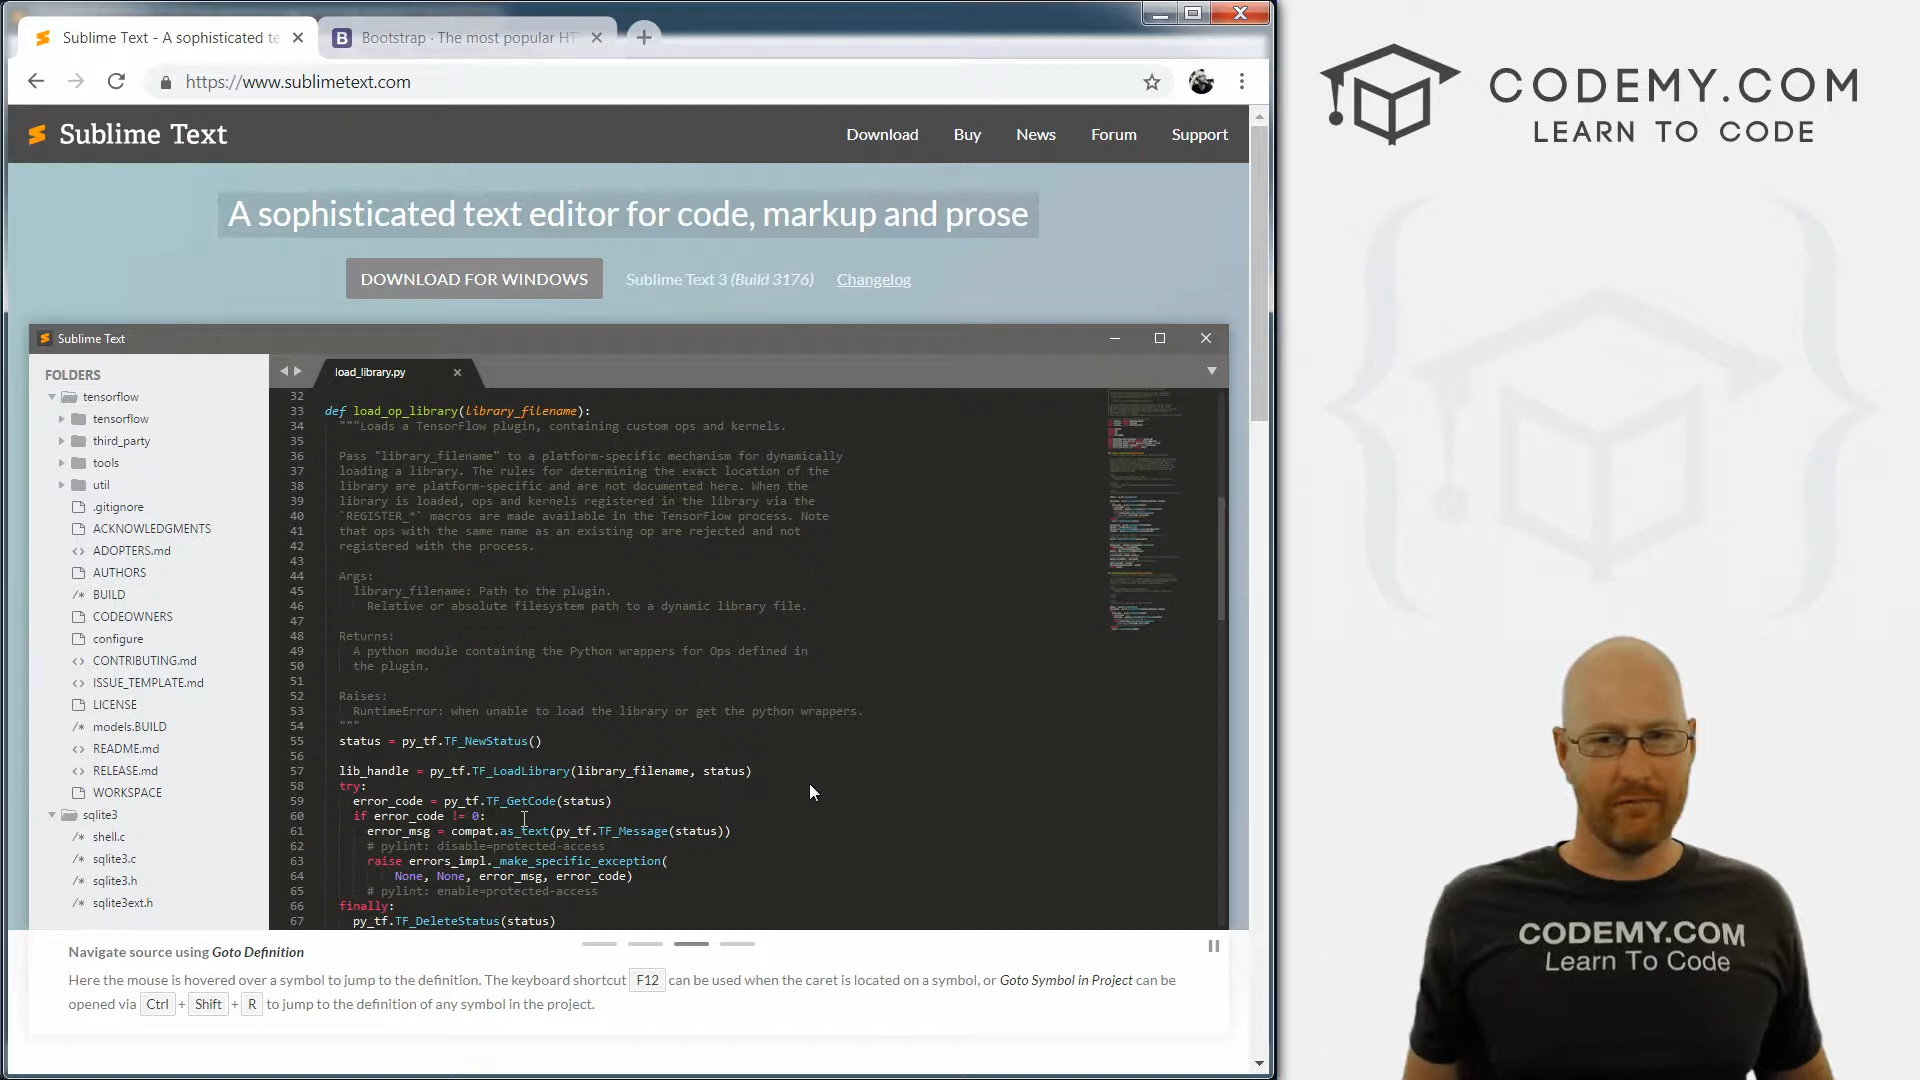 Sublime Text - A sophisticated te
Bootstrap · The most popular HT
https://www.sublimetext.com
Sublime Text
Download
Buy
News
Forum
Support
A sophisticated text editor for code, markup and prose
DOWNLOAD FOR WINDOWS
Sublime Text 3 (Build 3176)
Changelog
Sublime Text
FOLDERS
tensorflow
tensorflow
third_party
tools
util
.gitignore
ACKNOWLEDGMENTS
<> ADOPTERS.md
AUTHORS
/* BUILD
CODEOWNERS
configure
<> CONTRIBUTING.md
<> ISSUE_TEMPLATE.md
LICENSE
/* models.BUILD
<> README.md
<> RELEASE.md
/* WORKSPACE
sqlite3
/* shell.c
/* sqlite3.c
/* sqlite3.h
/* sqlite3ext.h
load_library.py
32
33 def load_op_library(library_filename):
34 """Loads a TensorFlow plugin, containing custom ops and kernels.
35
36 Pass "library_filename" to a platform-specific mechanism for dynamically
37 loading a library. The rules for determining the exact location of the
38 library are platform-specific and are not documented here. When the
39 library is loaded, ops and kernels registered in the library via the
40 `REGISTER_*` macros are made available in the TensorFlow process. Note
41 that ops with the same name as an existing op are rejected and not
42 registered with the process.
43
44 Args:
45 library_filename: Path to the plugin.
46 Relative or absolute filesystem path to a dynamic library file.
47
48 Returns:
49 A python module containing the Python wrappers for Ops defined in
50 the plugin.
51
52 Raises:
53 RuntimeError: when unable to load the library or get the python wrappers.
54 """
55 status = py_tf.TF_NewStatus()
56
57 lib_handle = py_tf.TF_LoadLibrary(library_filename, status)
58 try:
59 error_code = py_tf.TF_GetCode(status)
60 if error_code != 0:
61 error_msg = compat.as_text(py_tf.TF_Message(status))
62 # pylint: disable=protected-access
63 raise errors_impl._make_specific_exception(
64 None, None, error_msg, error_code)
65 # pylint: enable=protected-access
66 finally:
67 py_tf.TF_DeleteStatus(status)
Navigate source using Goto Definition
Here the mouse is hovered over a symbol to jump to the definition. The keyboard shortcut F12 can be used when the caret is located on a symbol, or Goto Symbol in Project can be
opened via Ctrl + Shift + R to jump to the definition of any symbol in the project.
CODEMY.COM
LEARN TO CODE
CODEMY.COM
Learn To Code